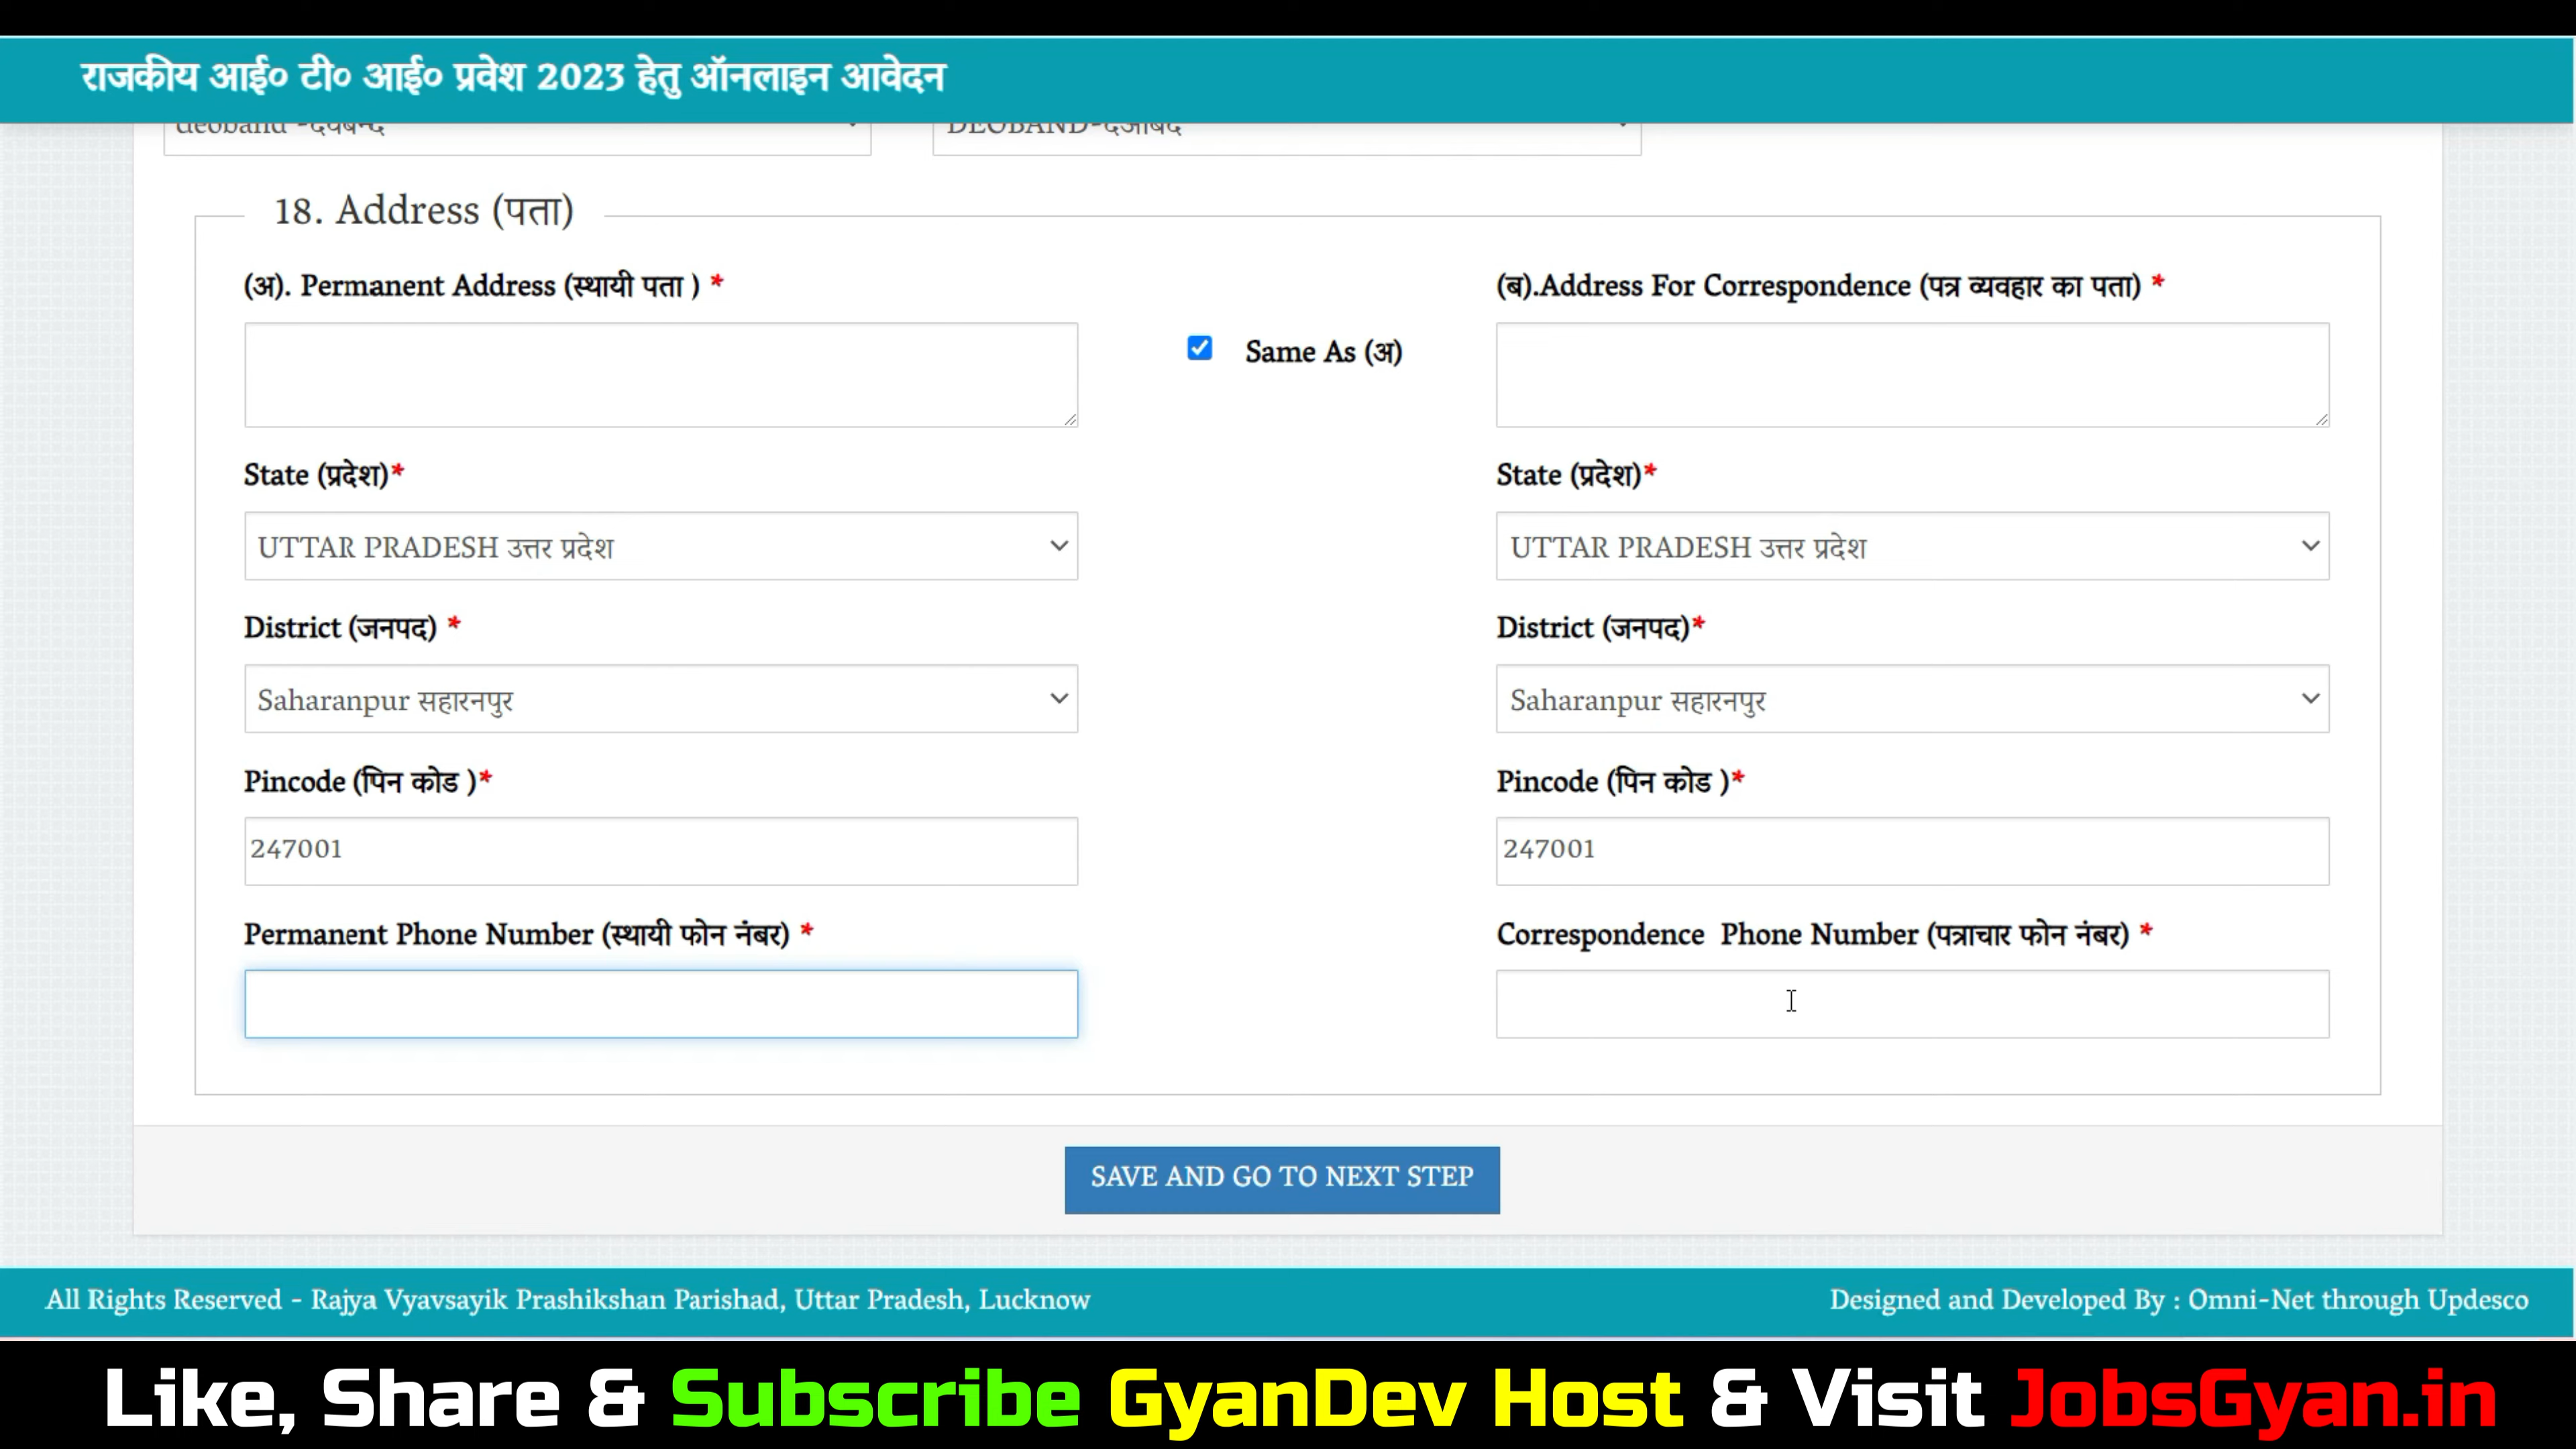 राजकीय आई० टी० आई० प्रवेश 2023 हेतु ऑनलाइन आवेदन
deoband -देवबन्द DEOBAND-देओबंद
18. Address (पता)
(अ). Permanent Address (स्थायी पता ) * (ब).Address For Correspondence (पत्र व्यवहार का पता) *
Same As (अ)
State (प्रदेश)* State (प्रदेश)*
UTTAR PRADESH उत्तर प्रदेश UTTAR PRADESH उत्तर प्रदेश
District (जनपद) * District (जनपद)*
Saharanpur सहारनपुर Saharanpur सहारनपुर
Pincode (पिन कोड )* Pincode (पिन कोड )*
247001 247001
Permanent Phone Number (स्थायी फोन नंबर) * Correspondence Phone Number (पत्राचार फोन नंबर) *
SAVE AND GO TO NEXT STEP
All Rights Reserved - Rajya Vyavsayik Prashikshan Parishad, Uttar Pradesh, Lucknow Designed and Developed By : Omni-Net through Updesco
Like, Share & Subscribe GyanDev Host & Visit JobsGyan.in